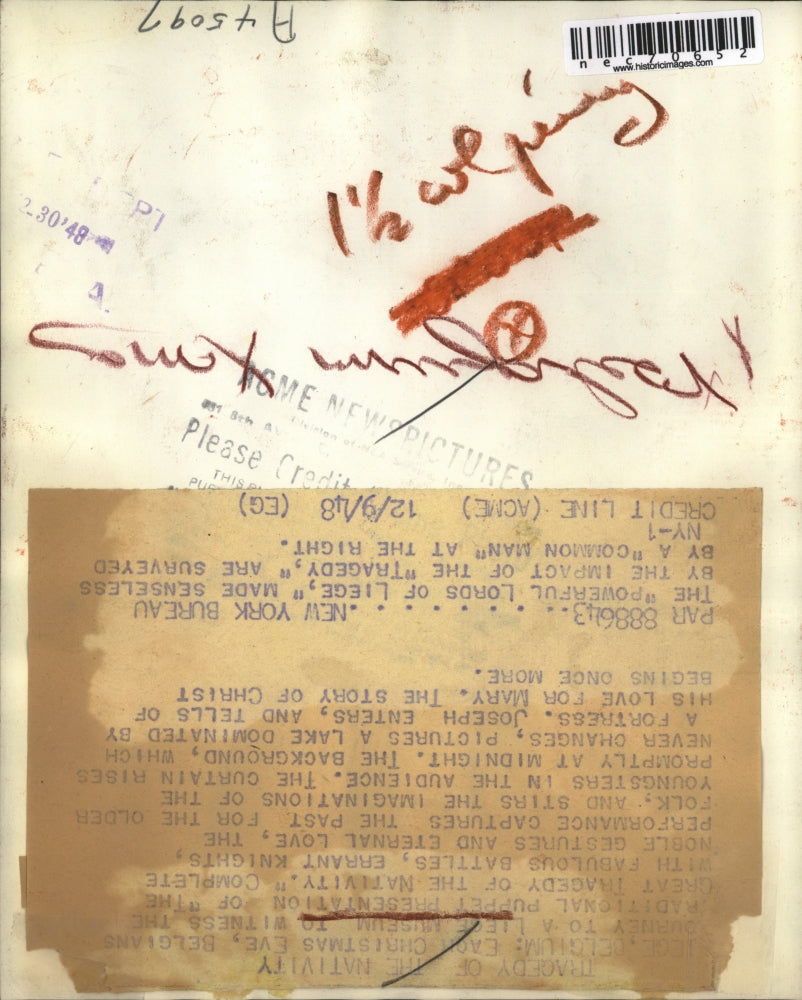 A 45097
nec70652
www.historicimages.com
1 1/2 col
2-30'48
PI
A.
X
Belgium Xmas
ACME NEWSPICTURES
Please Credit
TRAGEDY OF THE NATIVITY
LIEGE, BELGIUM: EACH CHRISTMAS EVE, BELGIANS
JOURNEY TO A LIEGE MUSEUM TO WITNESS THE
TRADITIONAL PUPPET PRESENTATION OF "THE
GREAT TRAGEDY OF THE NATIVITY." COMPLETE
WITH FABULOUS BATTLES, ERRANT KNIGHTS,
NOBLE GESTURES AND ETERNAL LOVE, THE
PERFORMANCE CAPTURES THE PAST FOR THE OLDER
FOLK, AND STIRS THE IMAGINATIONS OF THE
YOUNGSTERS IN THE AUDIENCE. THE CURTAIN RISES
PROMPTLY AT MIDNIGHT. THE BACKGROUND, WHICH
NEVER CHANGES, PICTURES A LAKE DOMINATED BY
A FORTRESS. JOSEPH ENTERS, AND TELLS OF
HIS LOVE FOR MARY. THE STORY OF CHRIST
BEGINS ONCE MORE.
PAR 888643.. . . . . . . . .NEW YORK BUREAU
THE "POWERFUL LORDS OF LIEGE," MADE SENSELESS
BY THE IMPACT OF THE "TRAGEDY," ARE SURVEYED
BY A "COMMON MAN" AT THE RIGHT.
NY-1
CREDIT LINE (ACME) 12/9/48 (EG)